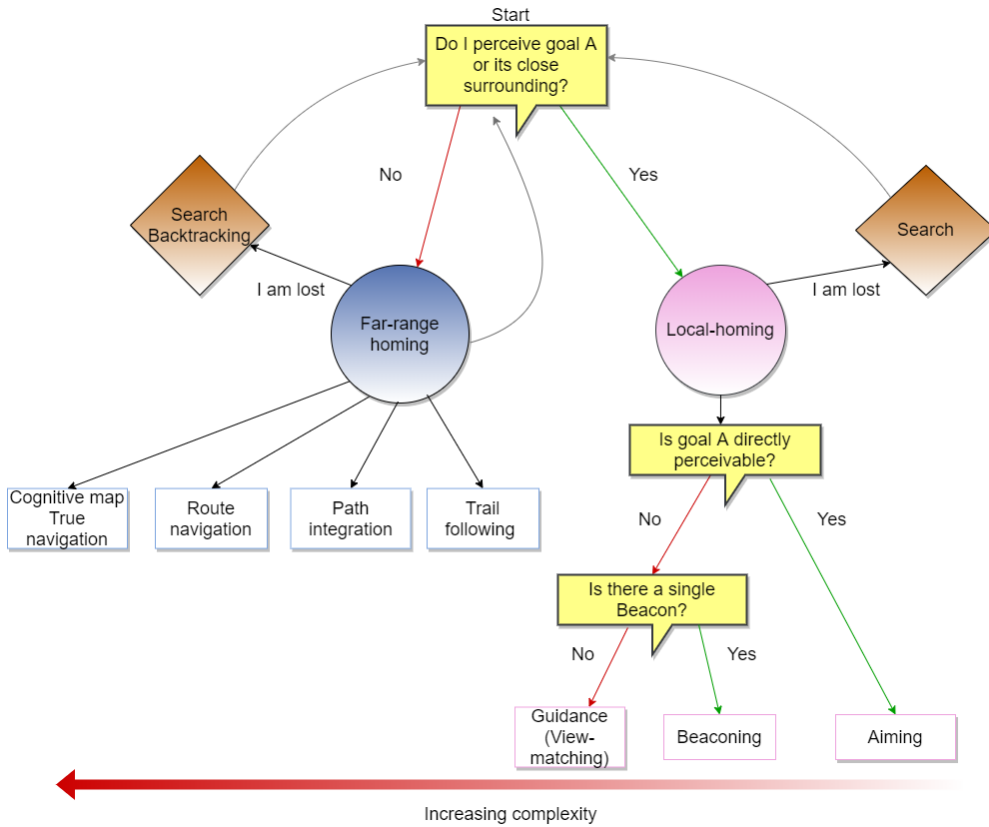 Start
Do I perceive goal A
or its close
surrounding?
No
Yes
Search
Backtracking
Search
I am lost
I am lost
Far-range
homing
Local-homing
Is goal A directly
perceivable?
Cognitive map
True
navigation
Route
navigation
Path
integration
Trail
following
No
Yes
Is there a single
Beacon?
No
Yes
Guidance
(View-
matching)
Beaconing
Aiming
Increasing complexity